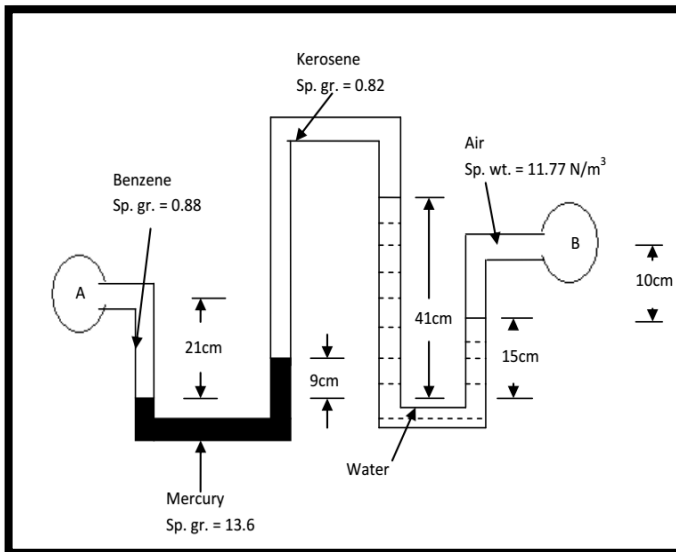 Kerosene
Sp. gr. = 0.82
Air
Sp. wt. = 11.77 N/m³
Benzene
Sp. gr. = 0.88
B
A
10cm
21cm
41cm
15cm
9cm
Water
Mercury
Sp. gr. = 13.6